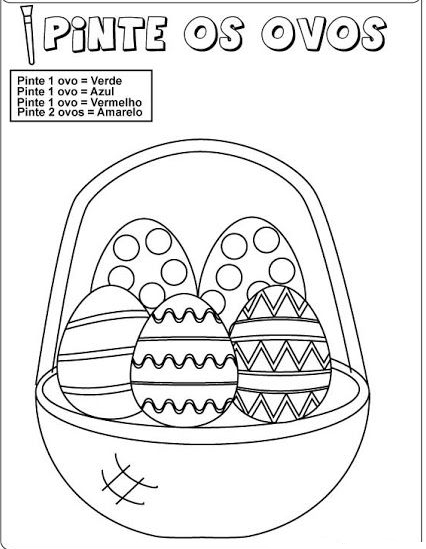 PINTE OS OVOS
Pinte 1 ovo = Verde
Pinte 1 ovo = Azul
Pinte 1 ovo = Vermelho
Pinte 2 ovos = Amarelo